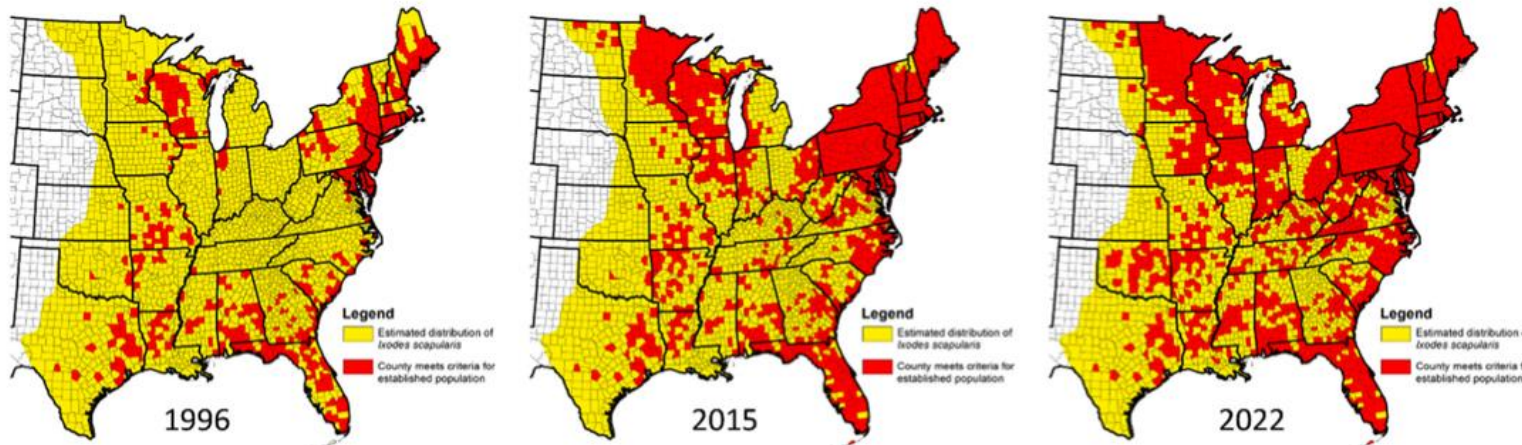 Legend
Estimated distribution of
Ixodes scapularis
County meets criteria for
established population
1996
Legend
Estimated distribution of
Ixodes scapularis
County meets criteria for
established population
2015
Legend
Estimated distribution o
Ixodes scapularis
County meets criteria fo
established population
2022